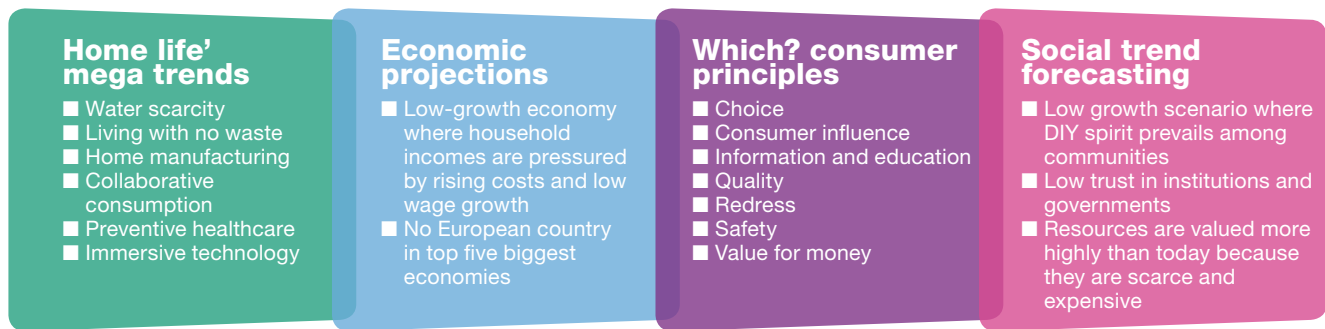 Home life’
mega trends
■ Water scarcity
■ Living with no waste
■ Home manufacturing
■ Collaborative
consumption
■ Preventive healthcare
■ Immersive technology
Economic
projections
■ Low-growth economy
where household
incomes are pressured
by rising costs and low
wage growth
■ No European country
in top five biggest
economies
Which? consumer
principles
■ Choice
■ Consumer influence
■ Information and education
■ Quality
■ Redress
■ Safety
■ Value for money
Social trend
forecasting
■ Low growth scenario where
DIY spirit prevails among
communities
■ Low trust in institutions and
governments
■ Resources are valued more
highly than today because
they are scarce and
expensive